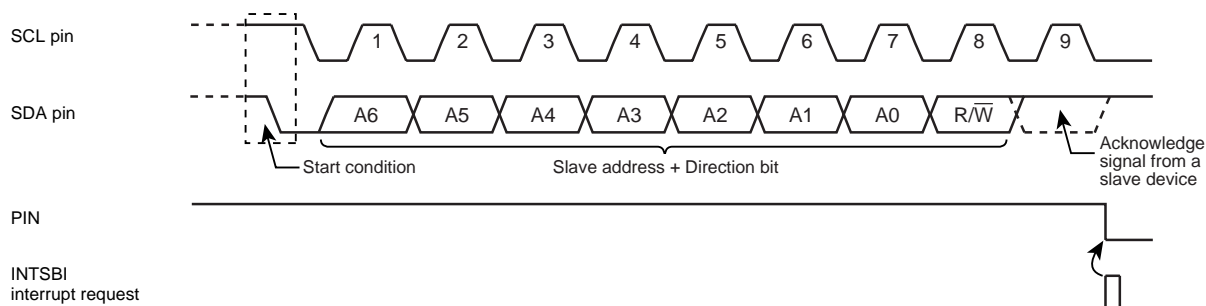 SCL pin
1 2 3 4 5 6 7 8 9
SDA pin
A6 A5 A4 A3 A2 A1 A0 R/W̅
Start condition
Slave address + Direction bit
Acknowledge
signal from a
slave device
PIN
INTSBI
interrupt request